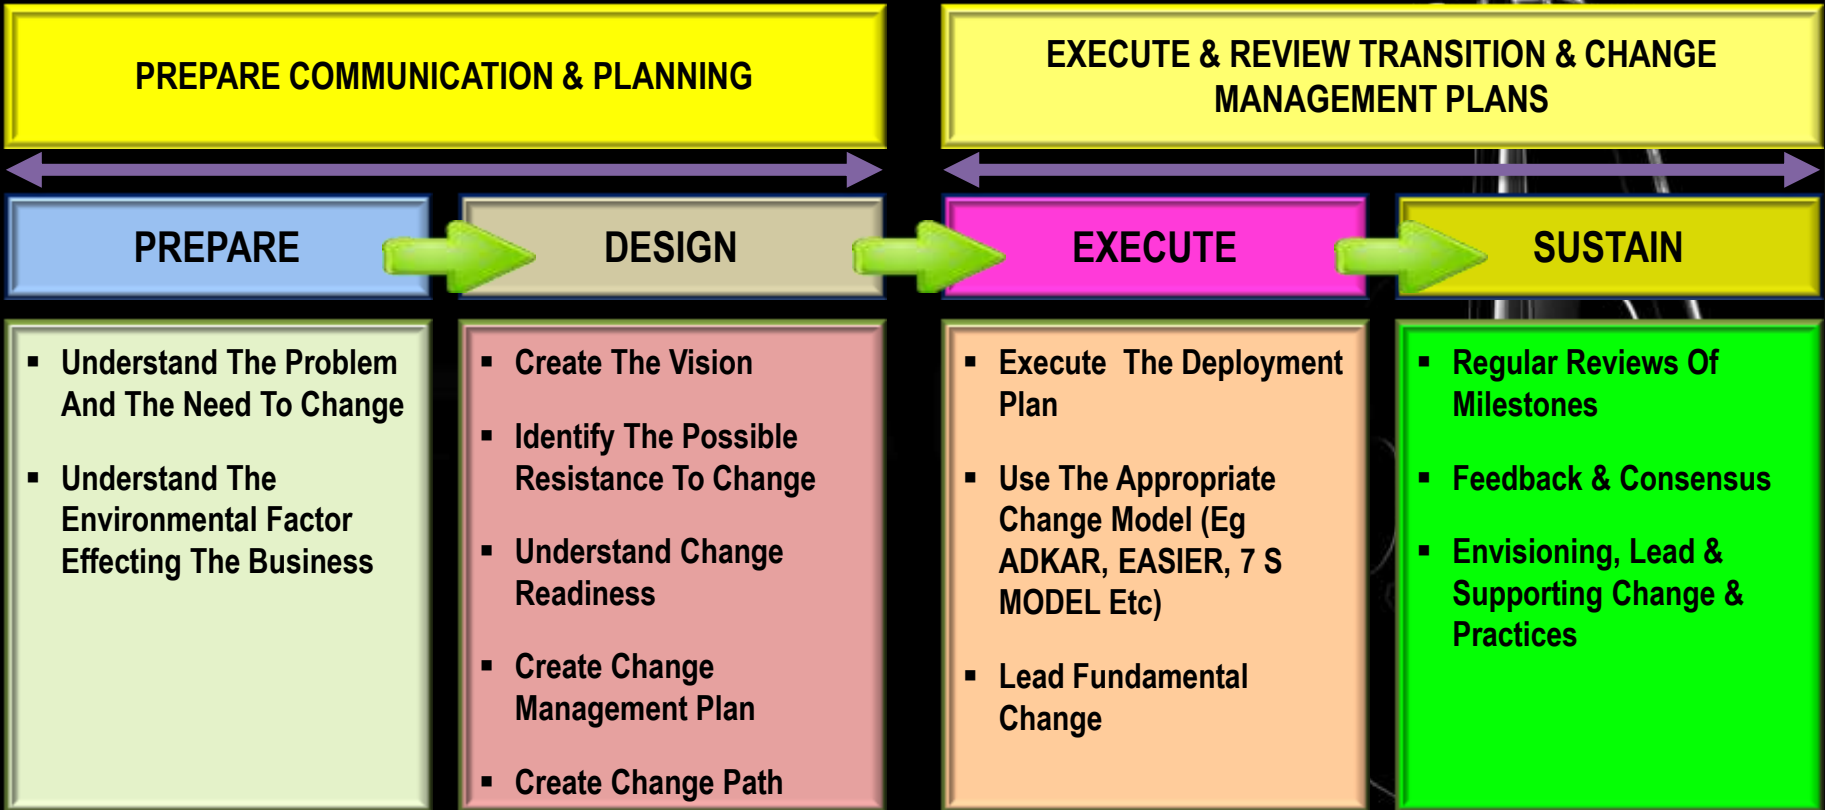 PREPARE COMMUNICATION & PLANNING
EXECUTE & REVIEW TRANSITION & CHANGE
MANAGEMENT PLANS
PREPARE
DESIGN
EXECUTE
SUSTAIN
▪ Understand The Problem
And The Need To Change
▪ Understand The
Environmental Factor
Effecting The Business
▪ Create The Vision
▪ Identify The Possible
Resistance To Change
▪ Understand Change
Readiness
▪ Create Change
Management Plan
▪ Create Change Path
▪ Execute The Deployment
Plan
▪ Use The Appropriate
Change Model (Eg
ADKAR, EASIER, 7 S
MODEL Etc)
▪ Lead Fundamental
Change
▪ Regular Reviews Of
Milestones
▪ Feedback & Consensus
▪ Envisioning, Lead &
Supporting Change &
Practices